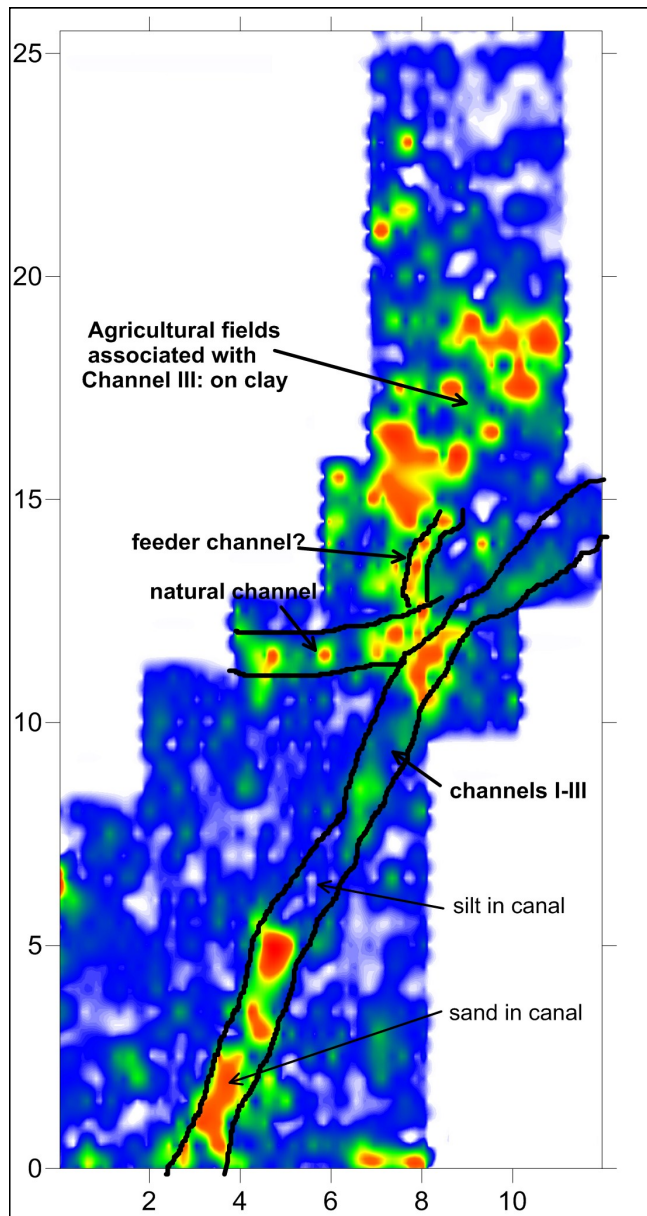 25
20
Agricultural fields
associated with
Channel III: on clay
15
feeder channel?
natural channel
10
channels I-III
silt in canal
5
sand in canal
0
2 4 6 8 10